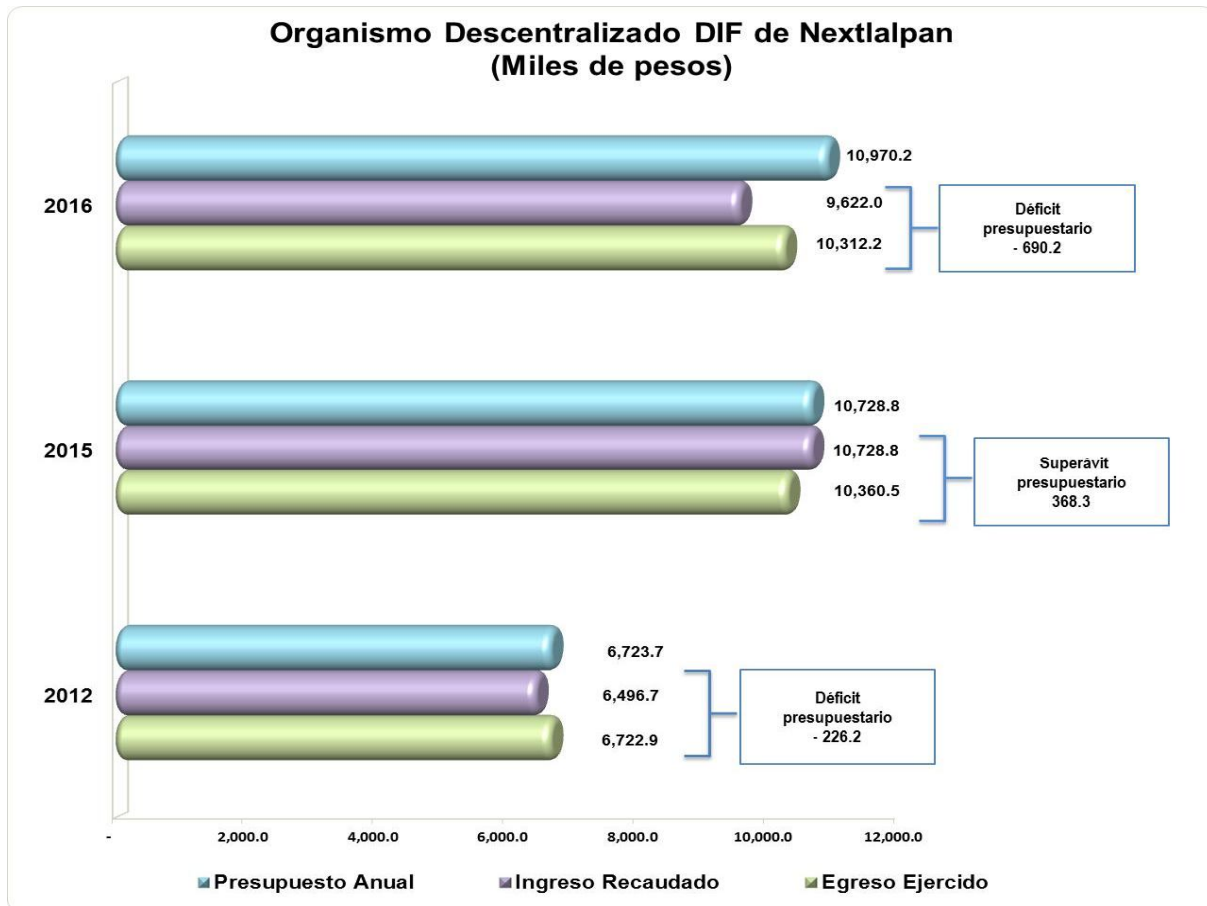 Organismo Descentralizado DIF de Nextlalpan
(Miles de pesos)
2016
10,970.2
9,622.0
10,312.2
Déficit
presupuestario
- 690.2
2015
10,728.8
10,728.8
10,360.5
Superávit
presupuestario
368.3
2012
6,723.7
6,496.7
6,722.9
Déficit
presupuestario
- 226.2
- 2,000.0 4,000.0 6,000.0 8,000.0 10,000.0 12,000.0
Presupuesto Anual Ingreso Recaudado Egreso Ejercido